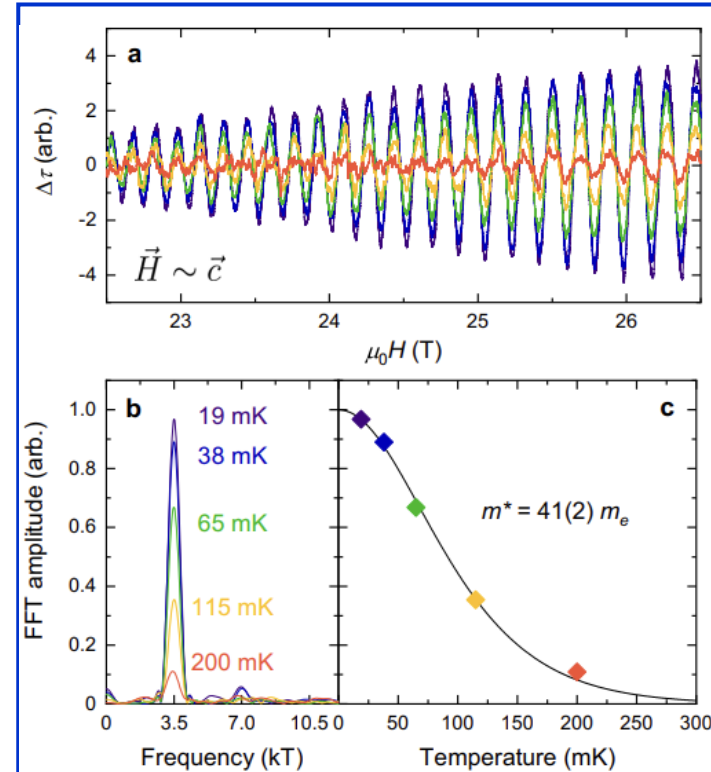 a
4
2
0
-2
-4
Δτ (arb.)
H⃗ ∼ c⃗
23
24
25
26
μ₀H (T)
b
c
1.0
0.8
0.6
0.4
0.2
0
FFT amplitude (arb.)
19 mK
38 mK
65 mK
115 mK
200 mK
m* = 41(2) mₑ
0
3.5
7.0
10.5
0
50
100
150
200
250
300
Frequency (kT)
Temperature (mK)